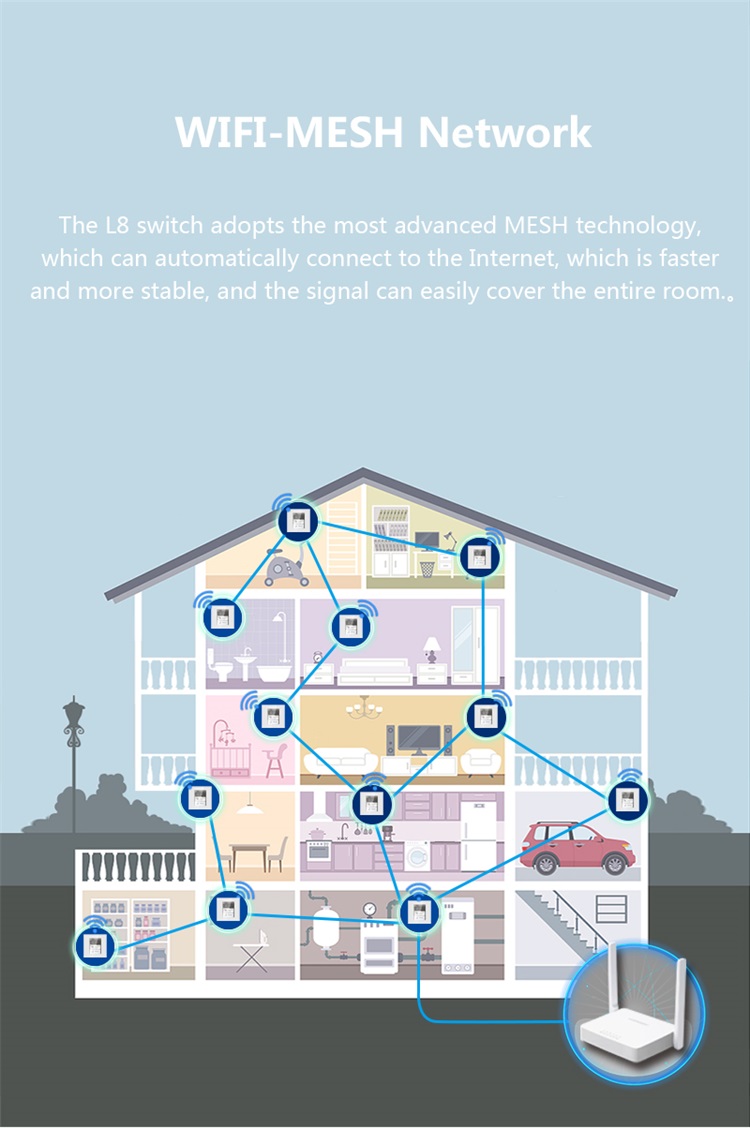 WIFI-MESH Network
The L8 switch adopts the most advanced MESH technology,
which can automatically connect to the Internet, which is faster
and more stable, and the signal can easily cover the entire room.。